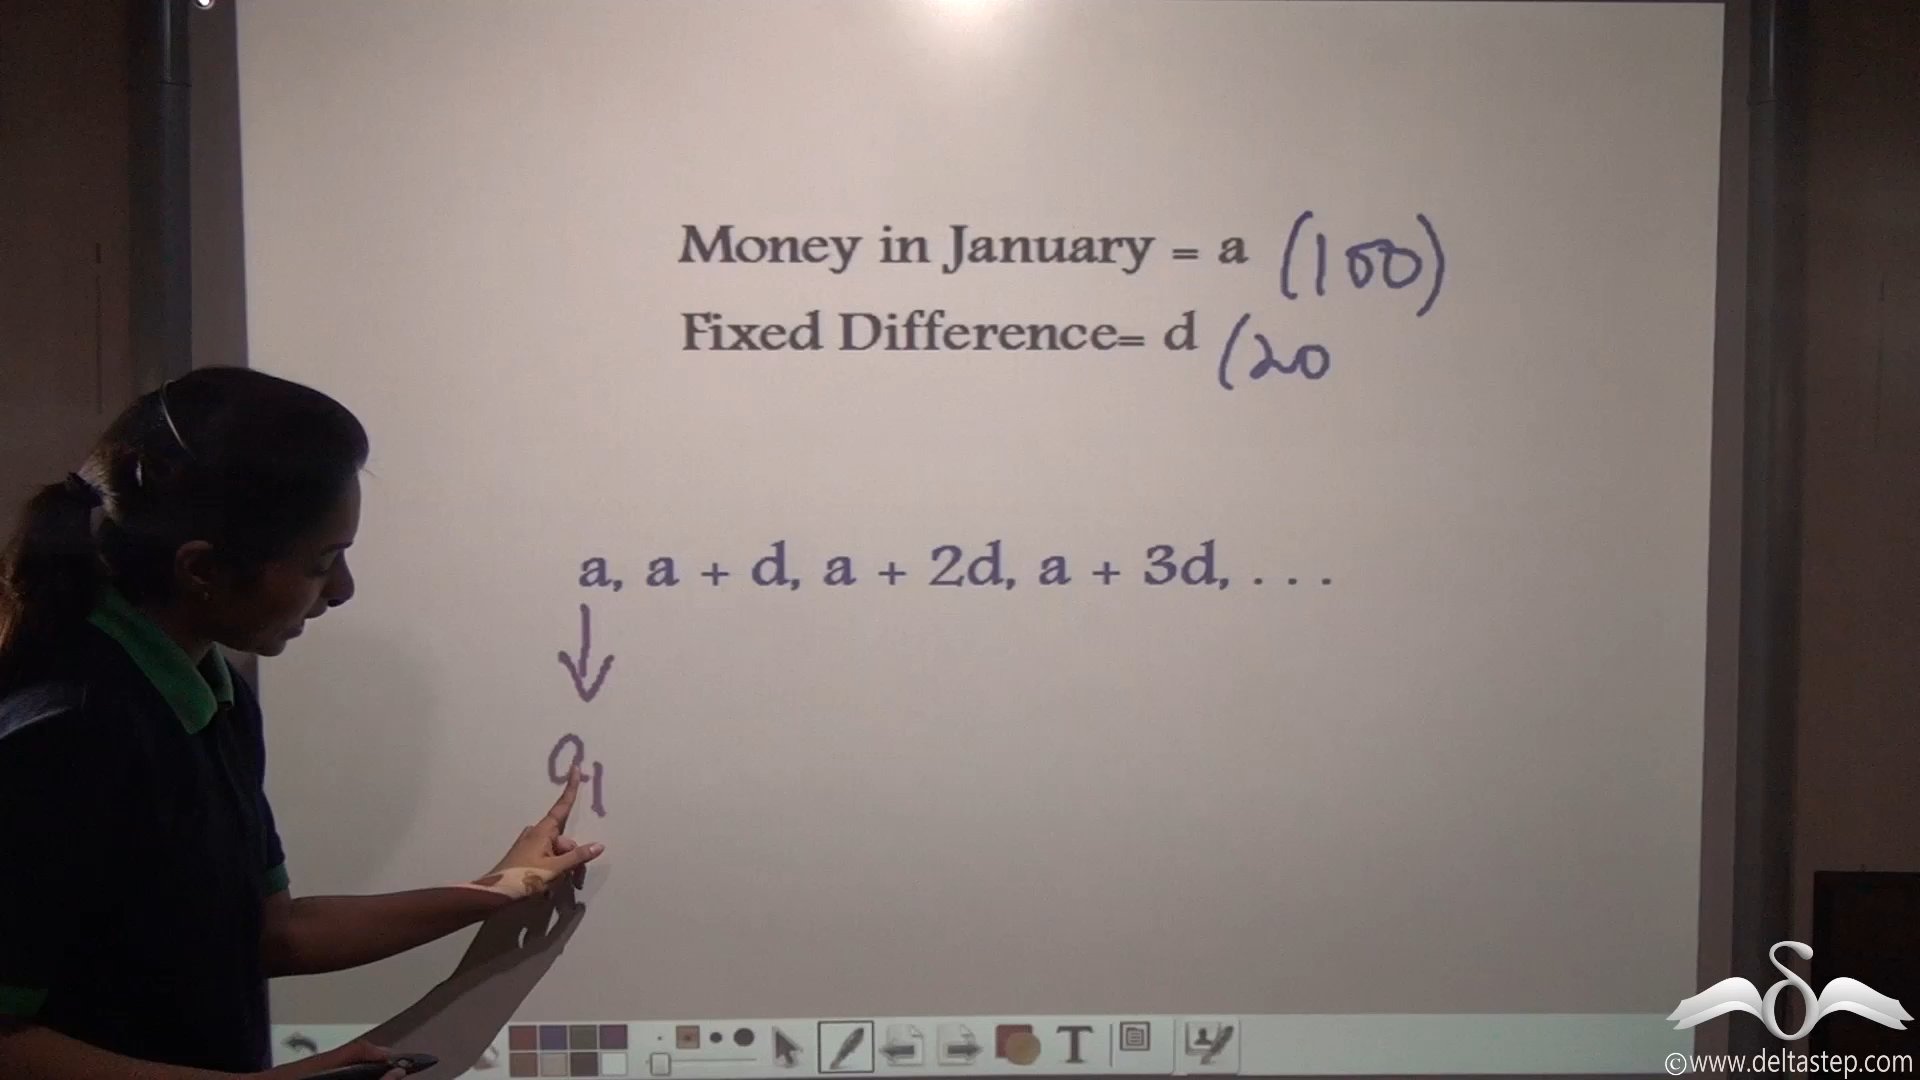 Money in January = a (100)
Fixed Difference= d (20
a, a + d, a + 2d, a + 3d, . . .
a1
T
©www.deltastep.com